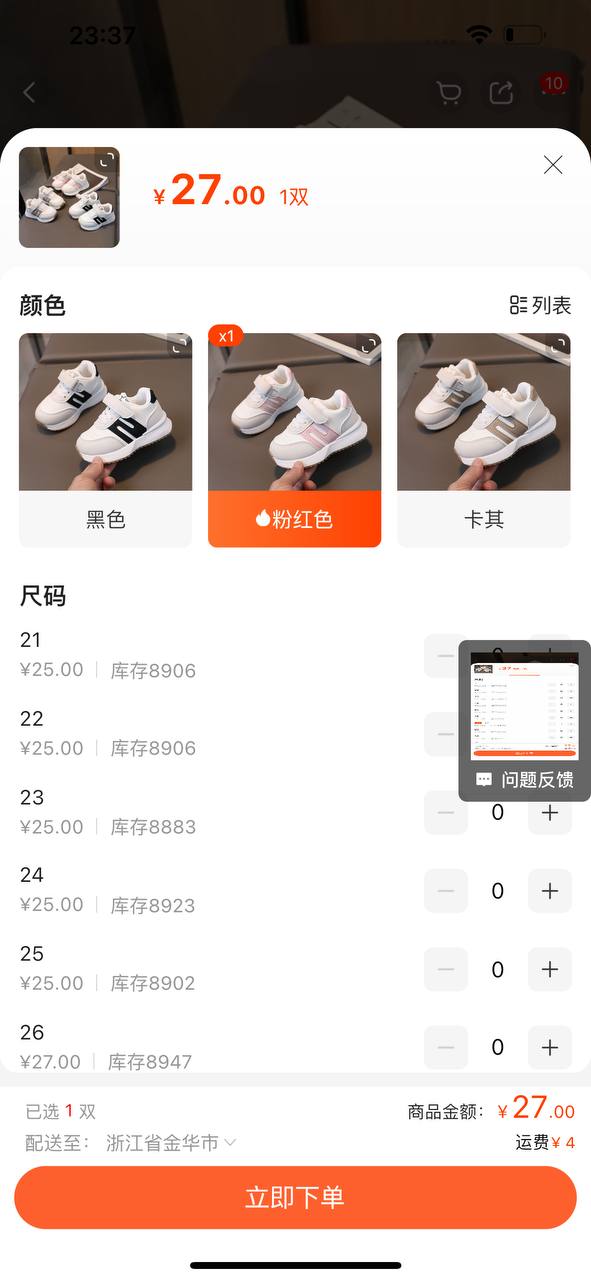 23:37
10
¥27.00 1双
颜色
列表
x1
黑色
粉红色
卡其
尺码
21
¥25.00 库存8906
22
¥25.00 库存8906
问题反馈
23
¥25.00 库存8883
0
24
¥25.00 库存8923
0
25
¥25.00 库存8902
0
26
¥27.00 库存8947
0
已选 1 双
商品金额：¥27.00
配送至： 浙江省金华市
运费¥4
立即下单